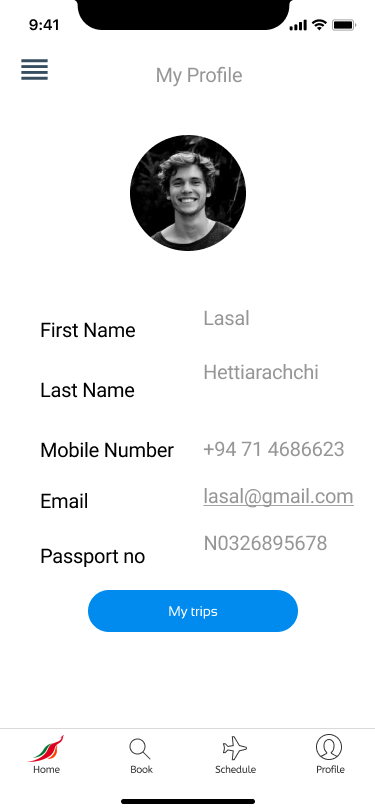 9:41
My Profile
First Name Lasal
Last Name Hettiarachchi
Mobile Number +94 71 4686623
Email lasal@gmail.com
Passport no N0326895678
My trips
Home Book Schedule Profile